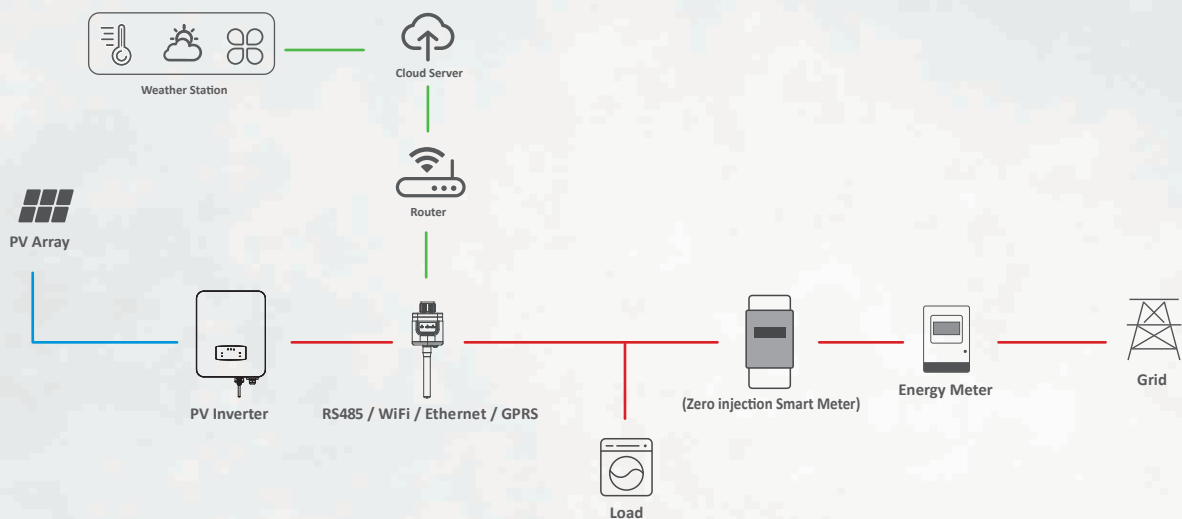 Cloud Server
Weather Station
Router
PV Array
PV Inverter
RS485 / WiFi / Ethernet / GPRS
(Zero injection Smart Meter)
Energy Meter
Grid
Load